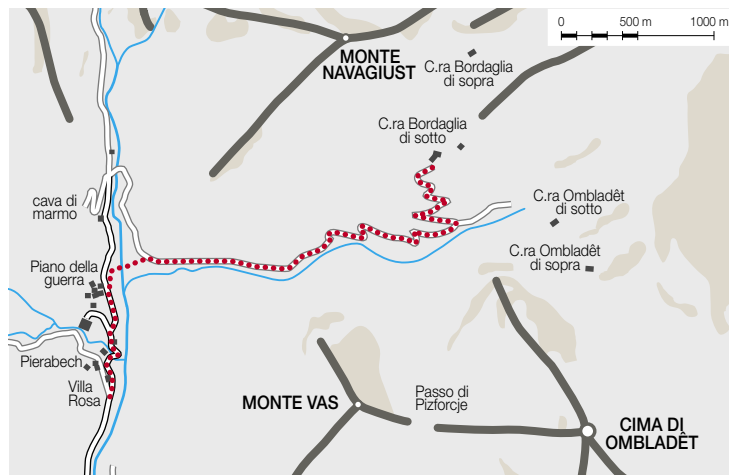 0 500 m 1000 m
MONTE
NAVAGIUST
C.ra Bordaglia
di sopra
C.ra Bordaglia
di sotto
cava di
marmo
C.ra Ombladêt
di sotto
C.ra Ombladêt
di sopra
Piano della
guerra
Pierabech
Villa
Rosa
MONTE VAS
Passo di
Pizforcje
CIMA DI
OMBLADÊT